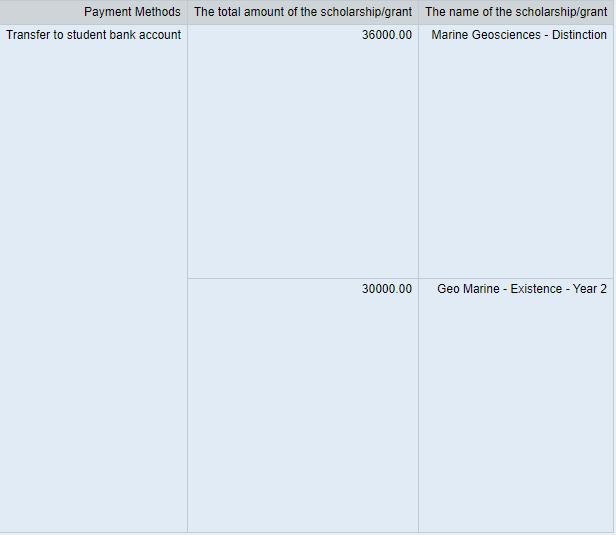 Payment Methods The total amount of the scholarship/grant The name of the scholarship/grant
Transfer to student bank account 36000.00 Marine Geosciences - Distinction
30000.00 Geo Marine - Existence - Year 2